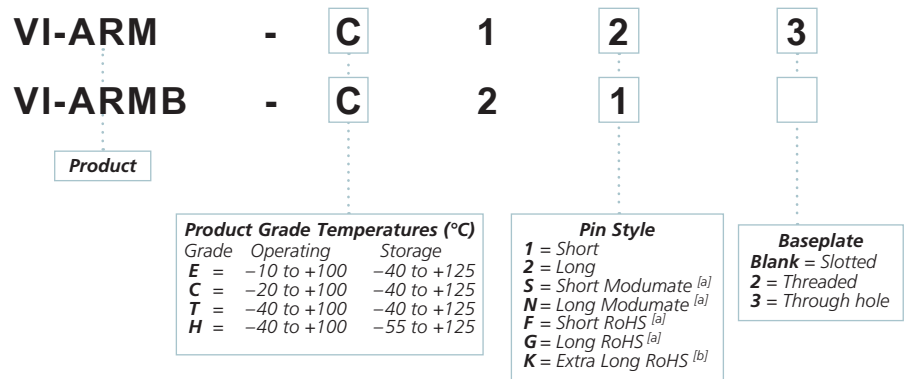 VI-ARM - C 1 2 3
VI-ARMB - C 2 1
Product
Product Grade Temperatures (°C)
Grade Operating Storage
E = –10 to +100 –40 to +125
C = –20 to +100 –40 to +125
T = –40 to +100 –40 to +125
H = –40 to +100 –55 to +125
Pin Style
1 = Short
2 = Long
S = Short Modumate [a]
N = Long Modumate [a]
F = Short RoHS [a]
G = Long RoHS [a]
K = Extra Long RoHS [b]
Baseplate
Blank = Slotted
2 = Threaded
3 = Through hole